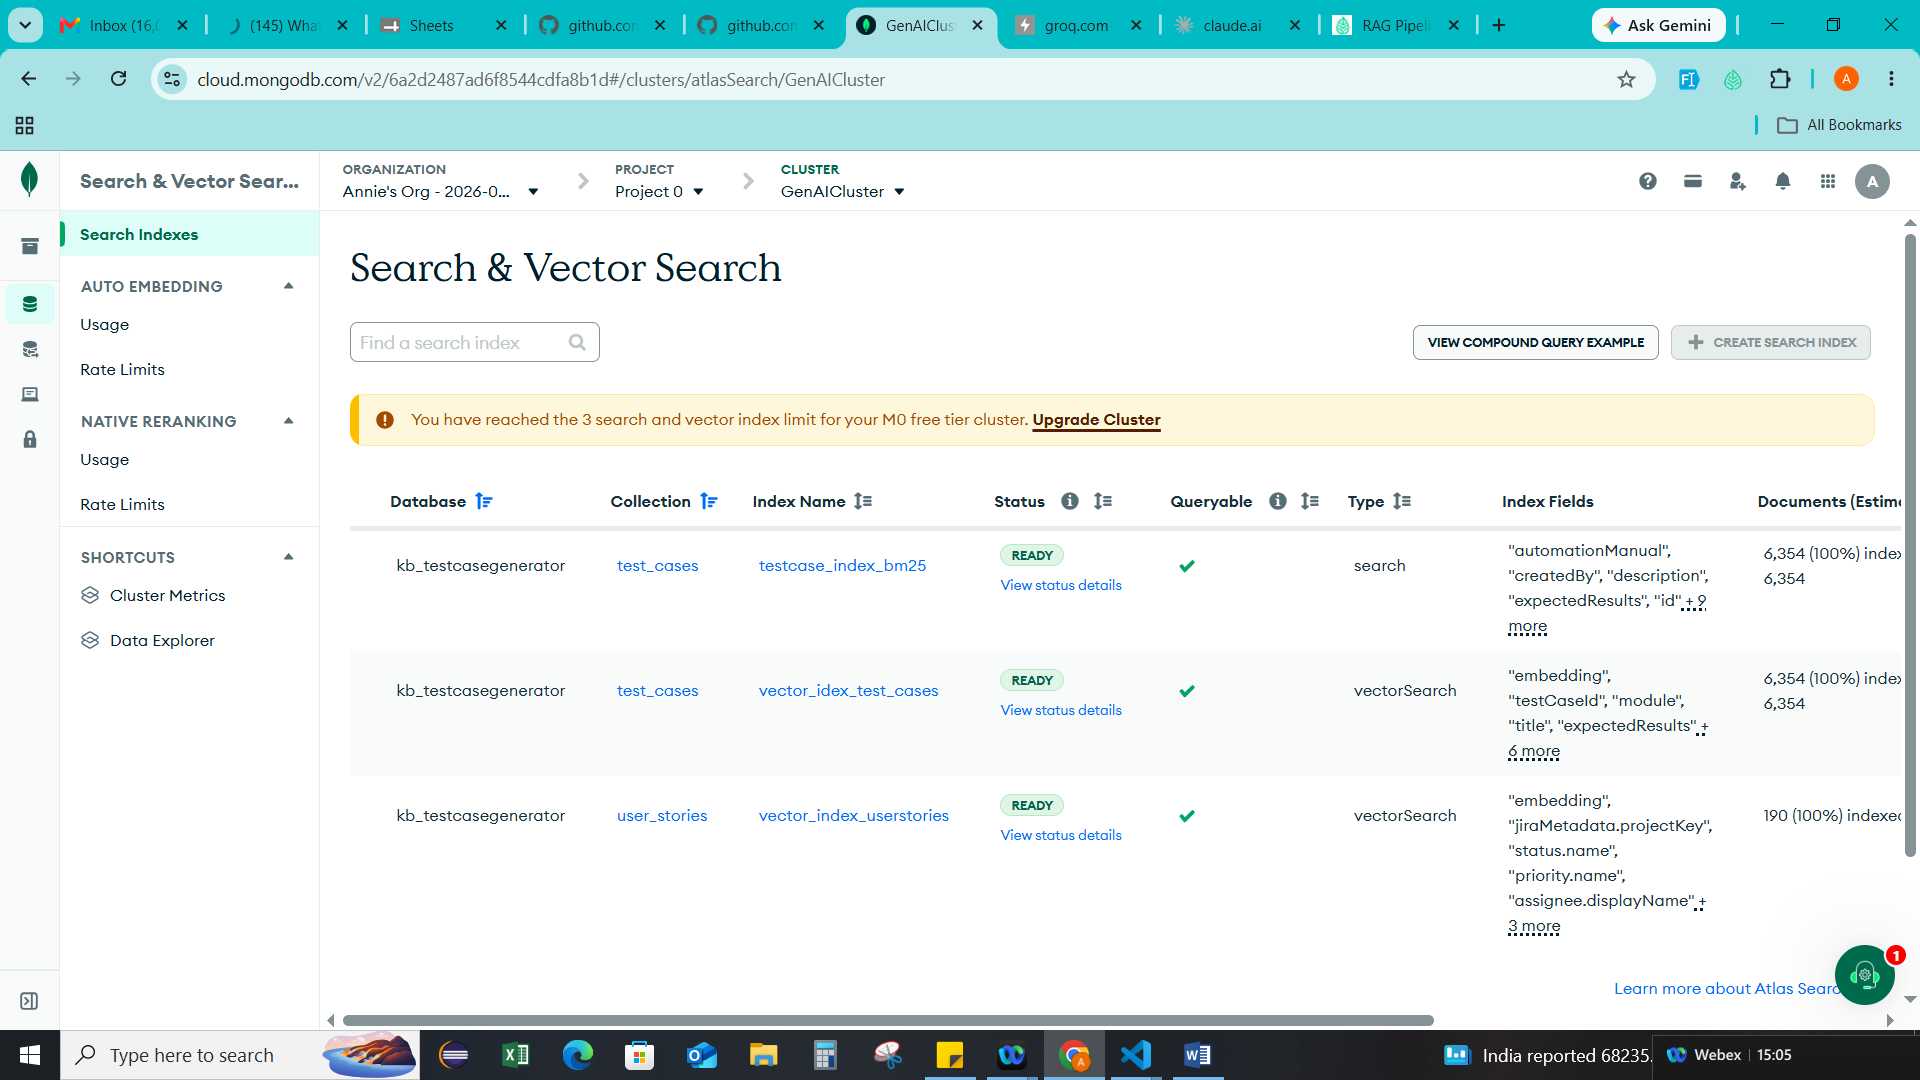 Inbox (16,0
(145) What
Sheets
github.con
github.con
GenAIClus
groq.com
claude.ai
RAG Pipeli
Ask Gemini
cloud.mongodb.com/v2/6a2d2487ad6f8544cdfa8b1d#/clusters/atlasSearch/GenAICluster
A
All Bookmarks
Search & Vector Sear...
ORGANIZATION
Annie's Org - 2026-0...
PROJECT
Project 0
CLUSTER
GenAICluster
A
Search Indexes
AUTO EMBEDDING
Usage
Rate Limits
NATIVE RERANKING
Usage
Rate Limits
SHORTCUTS
Cluster Metrics
Data Explorer
Search & Vector Search
Find a search index
VIEW COMPOUND QUERY EXAMPLE
CREATE SEARCH INDEX
You have reached the 3 search and vector index limit for your M0 free tier cluster. Upgrade Cluster
Database Collection Index Name Status Queryable Type Index Fields Documents (Estima
kb_testcasegenerator test_cases testcase_index_bm25 READY search
View status details
"automationManual",
"createdBy", "description",
"expectedResults", "id" + 9
more
6,354 (100%) index
6,354
kb_testcasegenerator test_cases vector_idex_test_cases READY vectorSearch
View status details
"embedding",
"testCaseId", "module",
"title", "expectedResults" +
6 more
6,354 (100%) index
6,354
kb_testcasegenerator user_stories vector_index_userstories READY vectorSearch
View status details
"embedding",
"jiraMetadata.projectKey",
"status.name",
"priority.name",
"assignee.displayName" +
3 more
190 (100%) indexed
1
Learn more about Atlas Searc
Type here to search
India reported 68235.
Webex 15:05